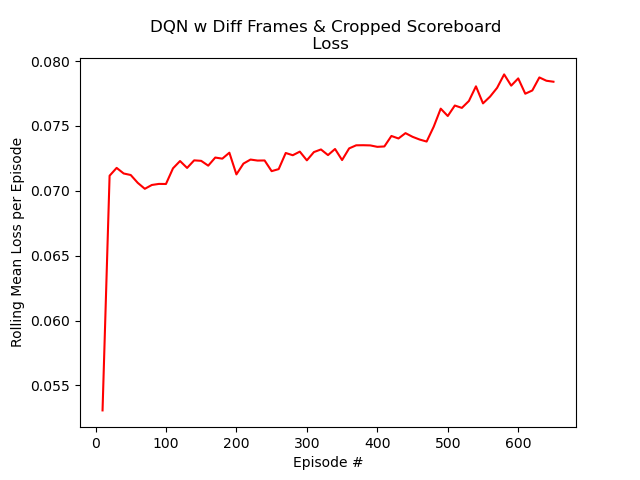 DQN w Diff Frames & Cropped Scoreboard
Loss
0.080
0.075
0.070
0.065
0.060
0.055
Rolling Mean Loss per Episode
0 100 200 300 400 500 600
Episode #